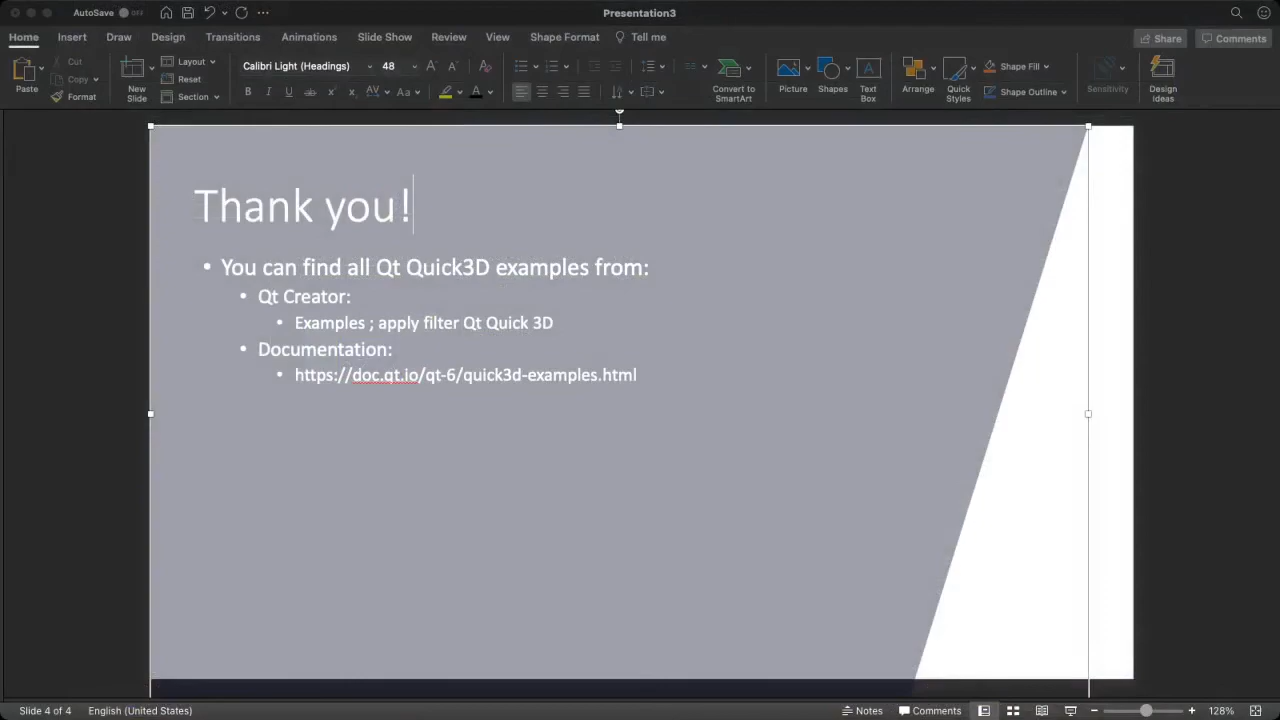 AutoSave OFF
Presentation3
Home Insert Draw Design Transitions Animations Slide Show Review View Shape Format Tell me Share Comments
Paste Cut Copy Format
New Slide Layout Reset Section
Calibri Light (Headings) 48
Convert to SmartArt
Picture Shapes Text Box
Arrange Quick Styles Shape Fill Shape Outline
Sensitivity
Design Ideas
Thank you!
• You can find all Qt Quick3D examples from:
• Qt Creator:
• Examples ; apply filter Qt Quick 3D
• Documentation:
• https://doc.qt.io/qt-6/quick3d-examples.html
Slide 4 of 4 English (United States) Notes Comments 128%